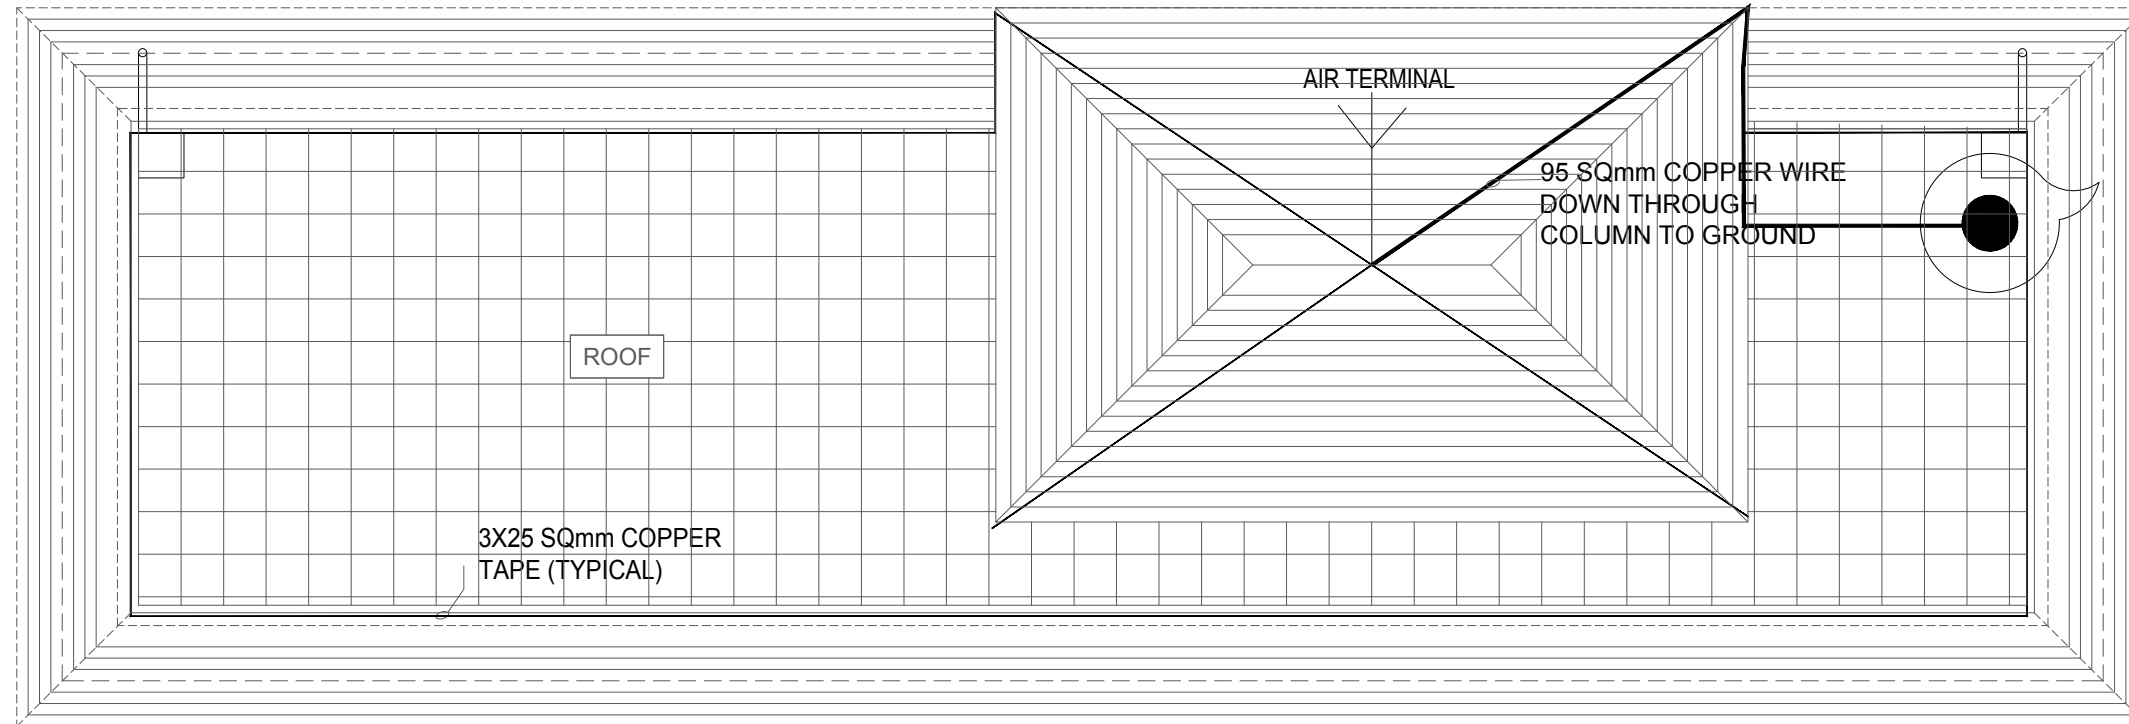 AIR TERMINAL
95 SQmm COPPER WIRE
DOWN THROUGH
COLUMN TO GROUND
ROOF
3X25 SQmm COPPER
TAPE (TYPICAL)